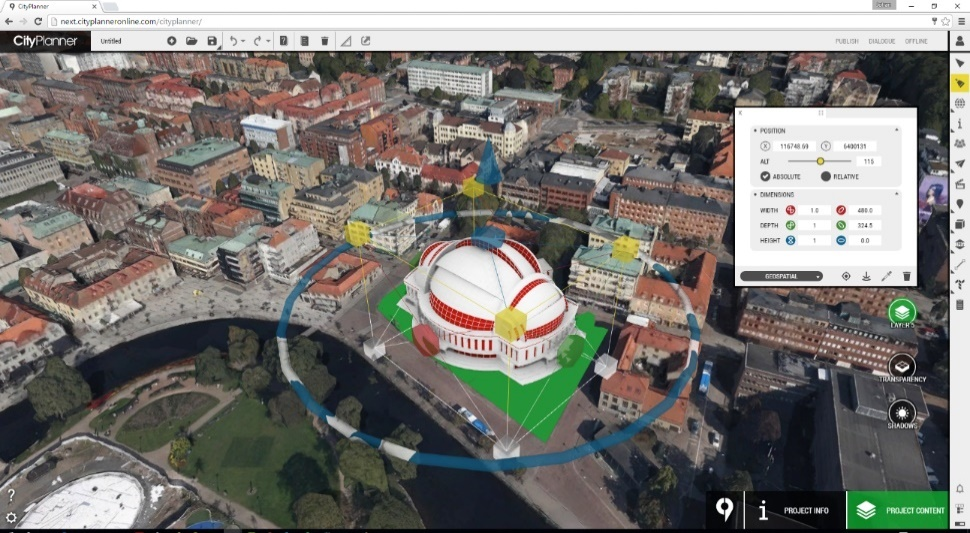 CityPlanner
next.cityplanneronline.com/cityplanner/
CityPlanner Untitled PUBLISH DIALOGUE OFFLINE
POSITION
X 115748.69 Y 6400131
ALT 115
ABSOLUTE RELATIVE
DIMENSIONS
WIDTH 1.0 480.0
DEPTH 1 324.5
HEIGHT 1 0.0
GEOSPATIAL
LAYERS
TRANSPARENCY
SHADOWS
?
i PROJECT INFO PROJECT CONTENT